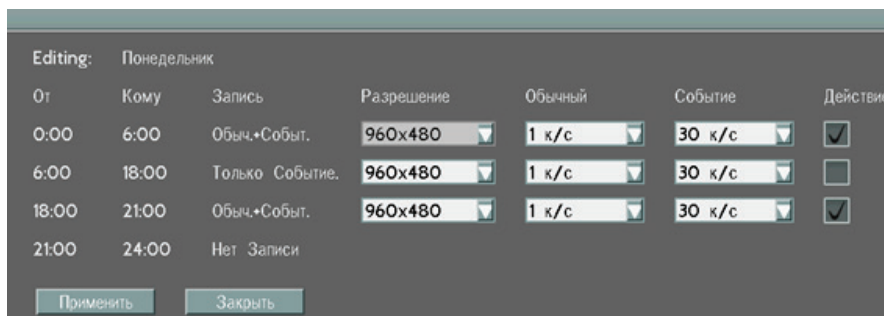 Editing: Понедельник
От Кому Запись Разрешение Обычный Событие Действие
0:00 6:00 Обыч.+Событ. 960x480 1 к/с 30 к/с
6:00 18:00 Только Событие. 960x480 1 к/с 30 к/с
18:00 21:00 Обыч.+Событ. 960x480 1 к/с 30 к/с
21:00 24:00 Нет Записи
Применить Закрыть